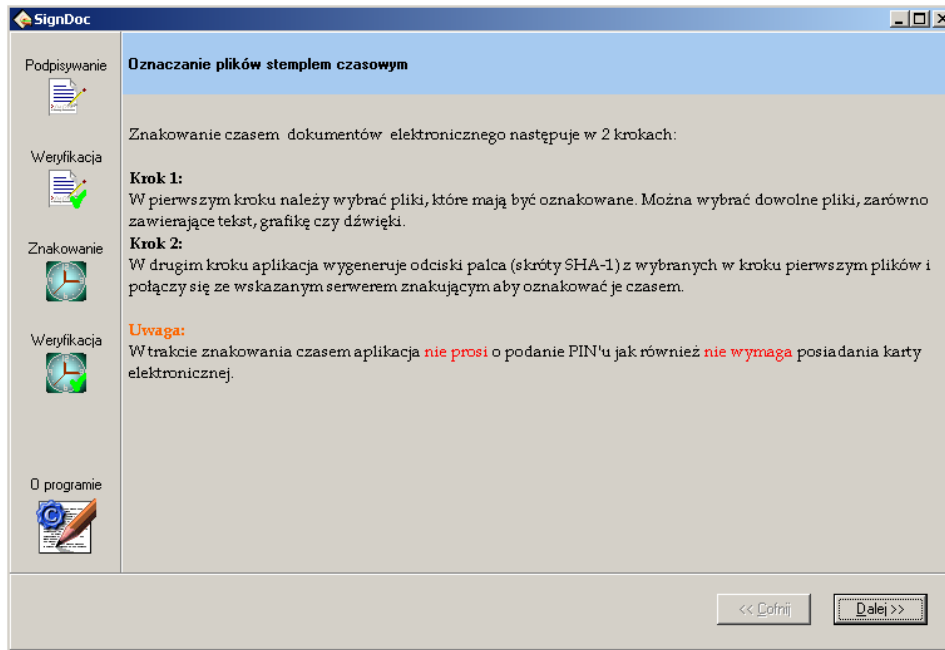 SignDoc
Podpisywanie
Weryfikacja
Znakowanie
Weryfikacja
O programie
Oznaczanie plików stemplem czasowym
Znakowanie czasem dokumentów elektronicznego następuje w 2 krokach:
Krok 1:
W pierwszym kroku należy wybrać pliki, które mają być oznakowane. Można wybrać dowolne pliki, zarówno
zawierające tekst, grafikę czy dźwięki.
Krok 2:
W drugim kroku aplikacja wygeneruje odciski palca (skróty SHA-1) z wybranych w kroku pierwszym plików i
połączy się ze wskazanym serwerem znakującym aby oznakować je czasem.
Uwaga:
W trakcie znakowania czasem aplikacja nie prosi o podanie PIN'u jak również nie wymaga posiadania karty
elektronicznej.
<< Cofnij
Dalej >>